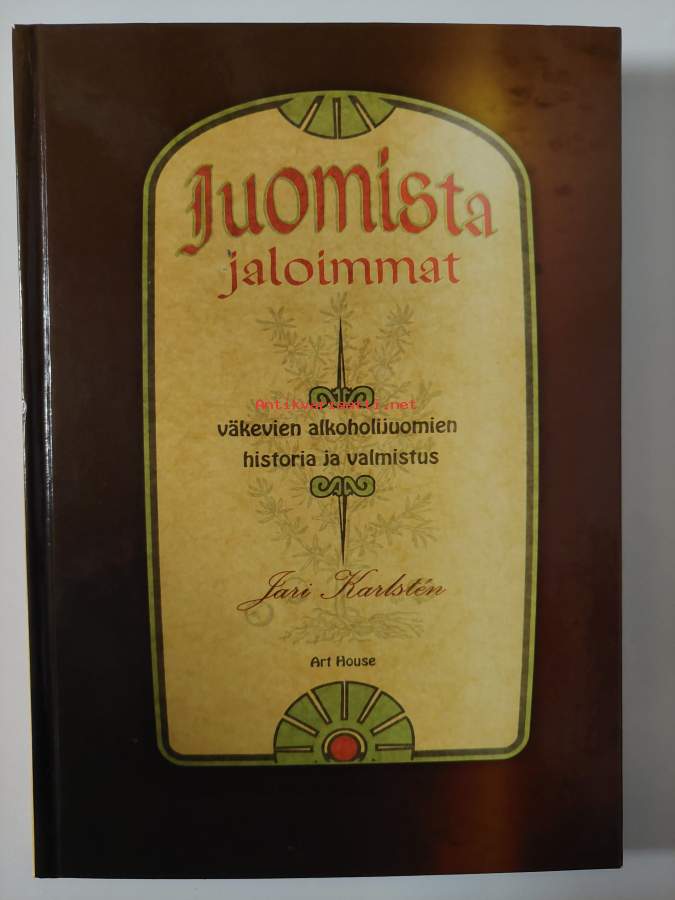 Juomista
jaloimmat
Antikvariaatti.net
väkevien alkoholijuomien
historia ja valmistus
Jari Karlstén
Art House